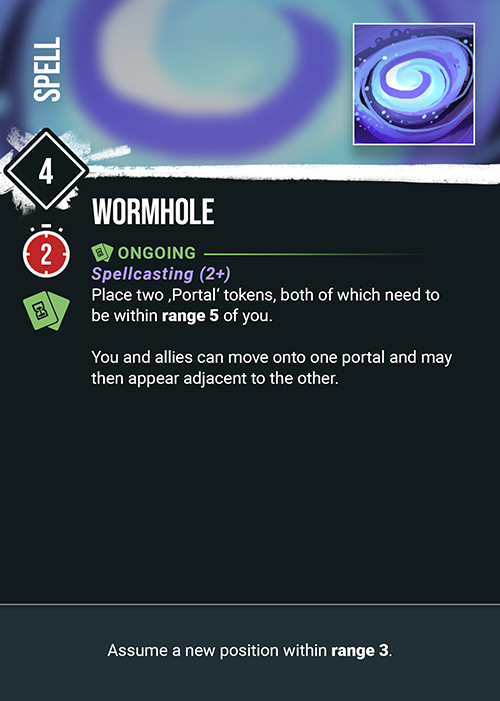 SPELL
4
WORMHOLE
2
ONGOING
Spellcasting (2+)
Place two ‚Portal‘ tokens, both of which need to
be within range 5 of you.
You and allies can move onto one portal and may
then appear adjacent to the other.
Assume a new position within range 3.